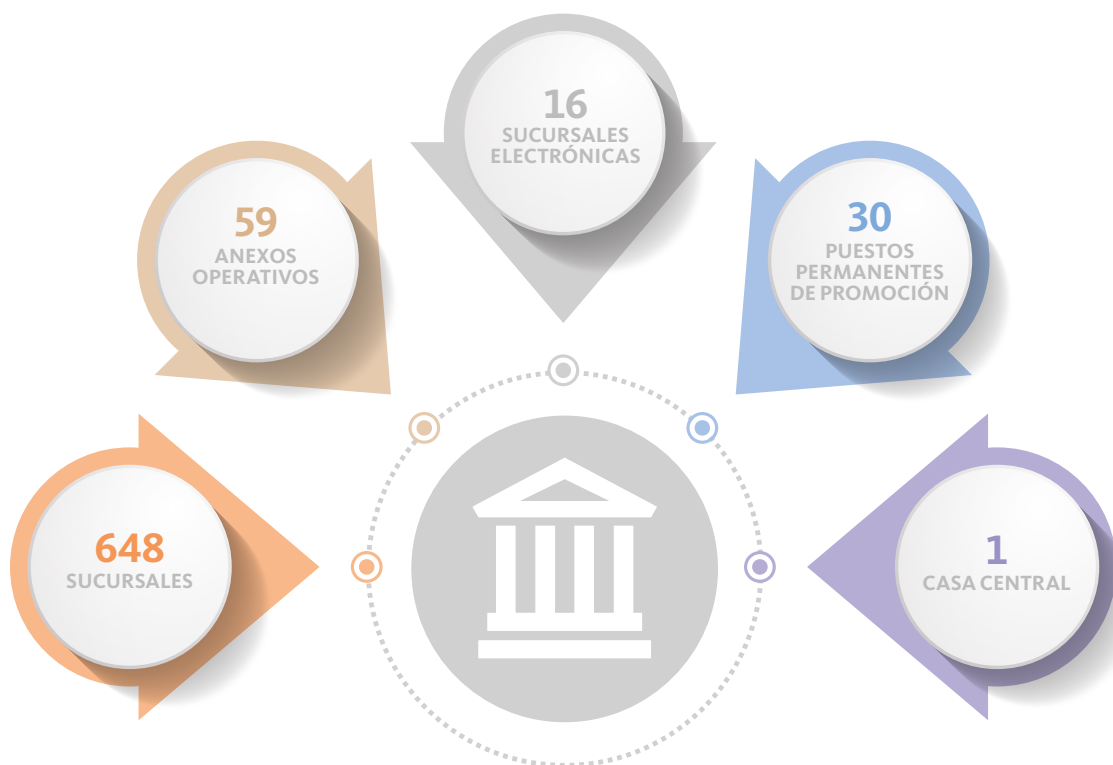 16
SUCURSALES
ELECTRÓNICAS
59
ANEXOS
OPERATIVOS
30
PUESTOS
PERMANENTES
DE PROMOCIÓN
648
SUCURSALES
1
CASA CENTRAL